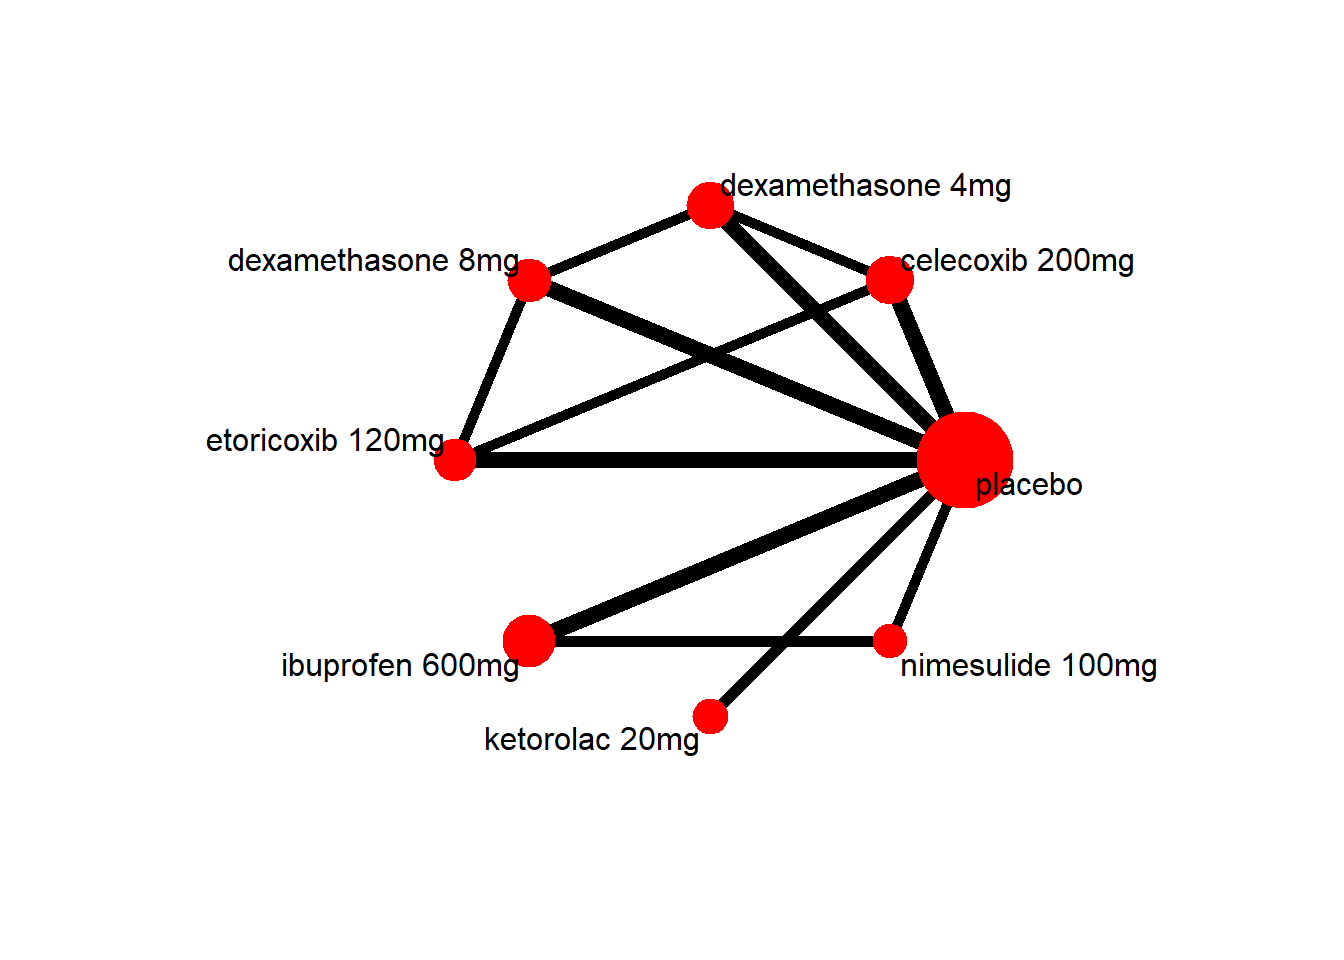 dexamethasone 4mg
dexamethasone 8mg
celecoxib 200mg
etoricoxib 120mg
placebo
ibuprofen 600mg
nimesulide 100mg
ketorolac 20mg